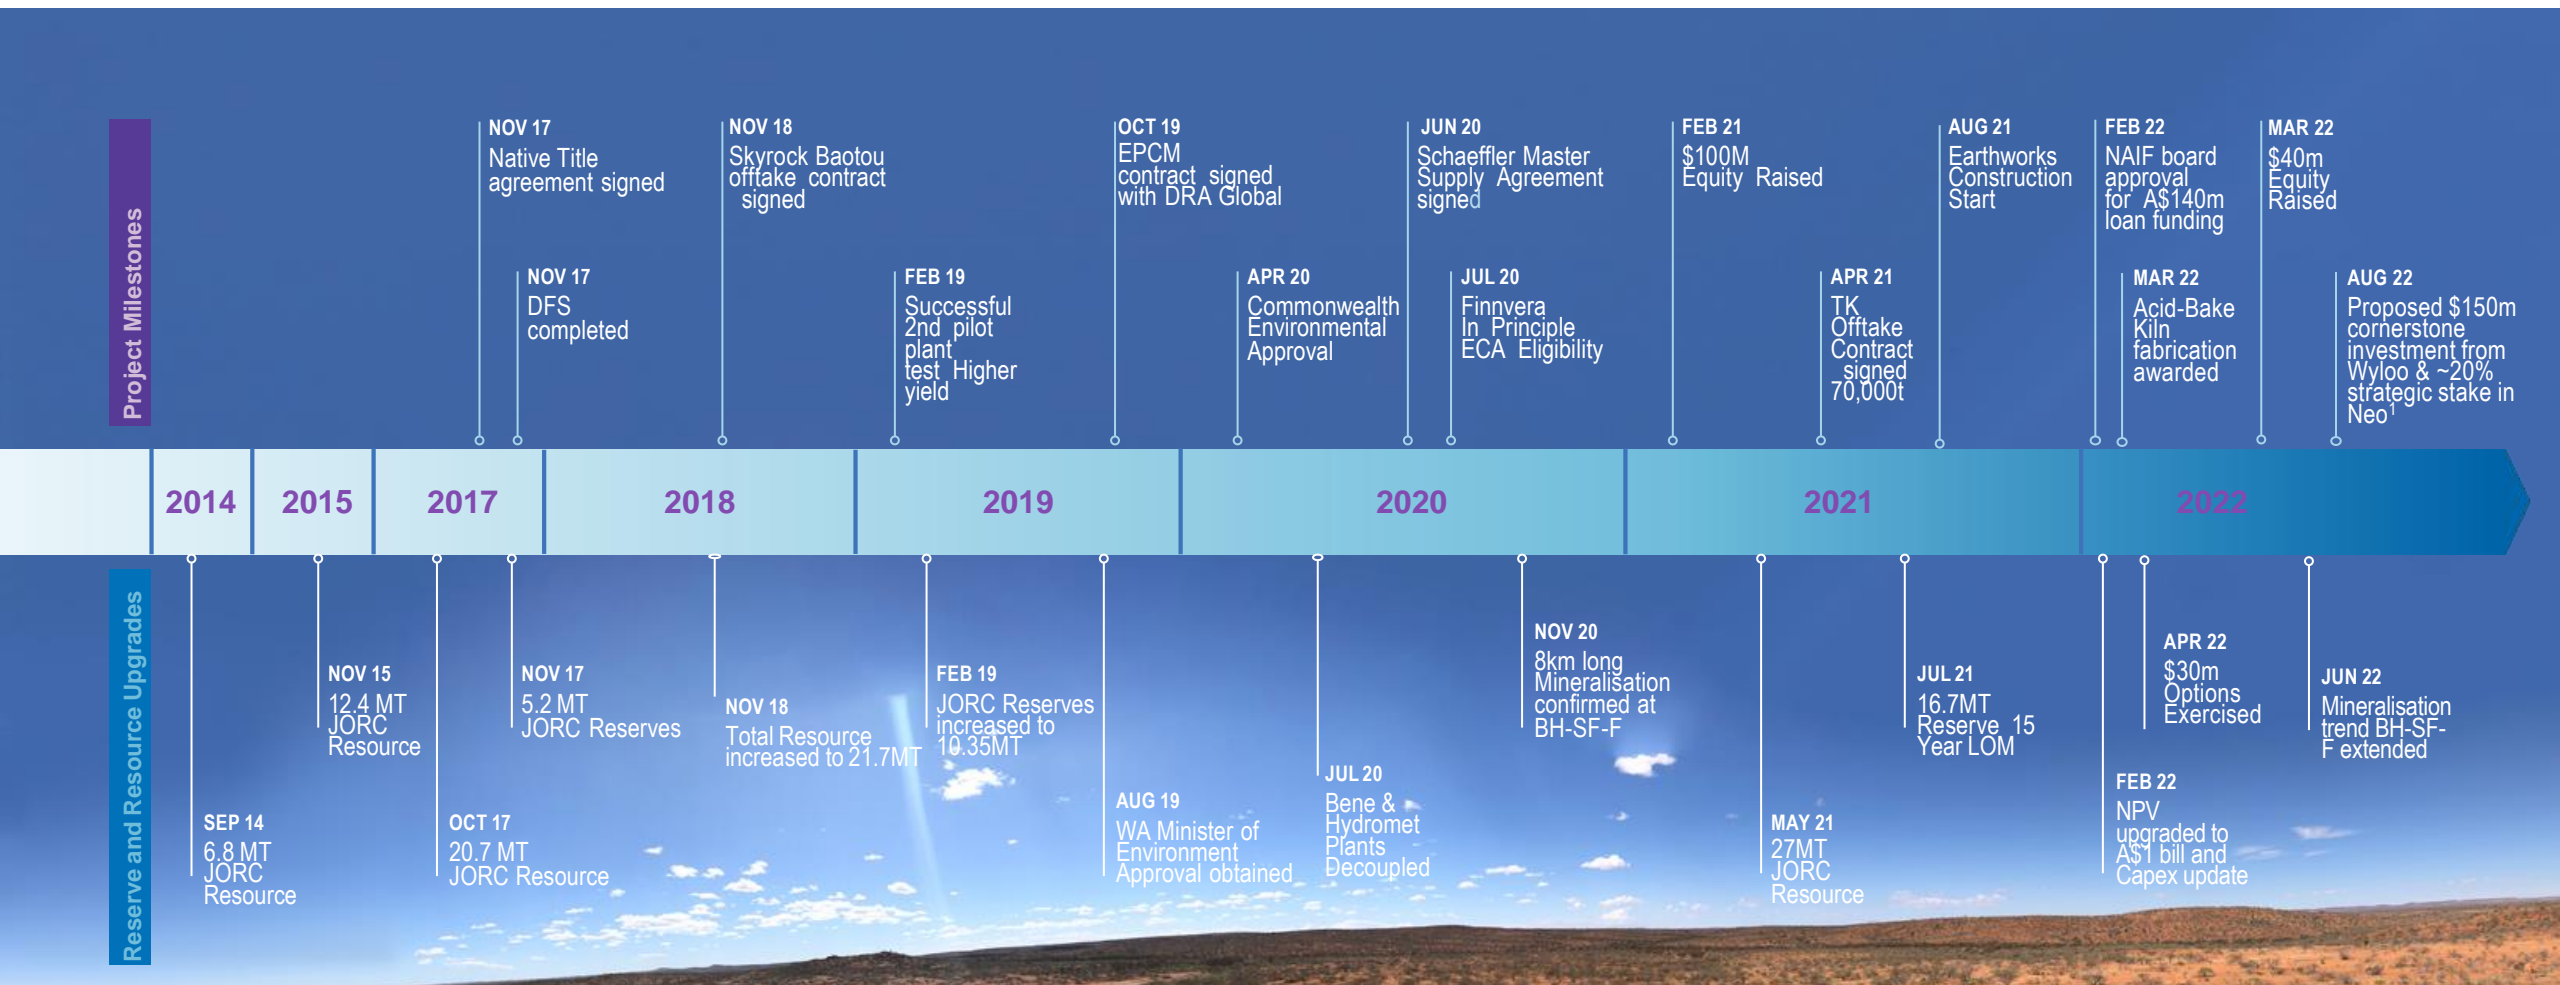 Project Milestones
NOV 17
Native Title
agreement signed
NOV 17
DFS
completed
NOV 18
Skyrock Baotou
offtake contract
signed
FEB 19
Successful
2nd pilot
plant
test Higher
yield
OCT 19
EPCM
contract signed
with DRA Global
APR 20
Commonwealth
Environmental
Approval
JUN 20
Schaeffler Master
Supply Agreement
signed
JUL 20
Finnvera
In Principle
ECA Eligibility
FEB 21
$100M
Equity Raised
APR 21
TK
Offtake
Contract
signed
70,000t
AUG 21
Earthworks
Construction
Start
FEB 22
NAIF board
approval
for A$140m
loan funding
MAR 22
Acid-Bake
Kiln
fabrication
awarded
MAR 22
$40m
Equity
Raised
AUG 22
Proposed $150m
cornerstone
investment from
Wyloo & ~20%
strategic stake in
Neo¹
2014
2015
2017
2018
2019
2020
2021
2022
Reserve and Resource Upgrades
SEP 14
6.8 MT
JORC
Resource
NOV 15
12.4 MT
JORC
Resource
OCT 17
20.7 MT
JORC Resource
NOV 17
5.2 MT
JORC Reserves
NOV 18
Total Resource
increased to 21.7MT
FEB 19
JORC Reserves
increased to
10.35MT
AUG 19
WA Minister of
Environment
Approval obtained
JUL 20
Bene &
Hydromet
Plants
Decoupled
NOV 20
8km long
Mineralisation
confirmed at
BH-SF-F
MAY 21
27MT
JORC
Resource
JUL 21
16.7MT
Reserve 15
Year LOM
FEB 22
NPV
upgraded to
A$1 bill and
Capex update
APR 22
$30m
Options
Exercised
JUN 22
Mineralisation
trend BH-SF-
F extended